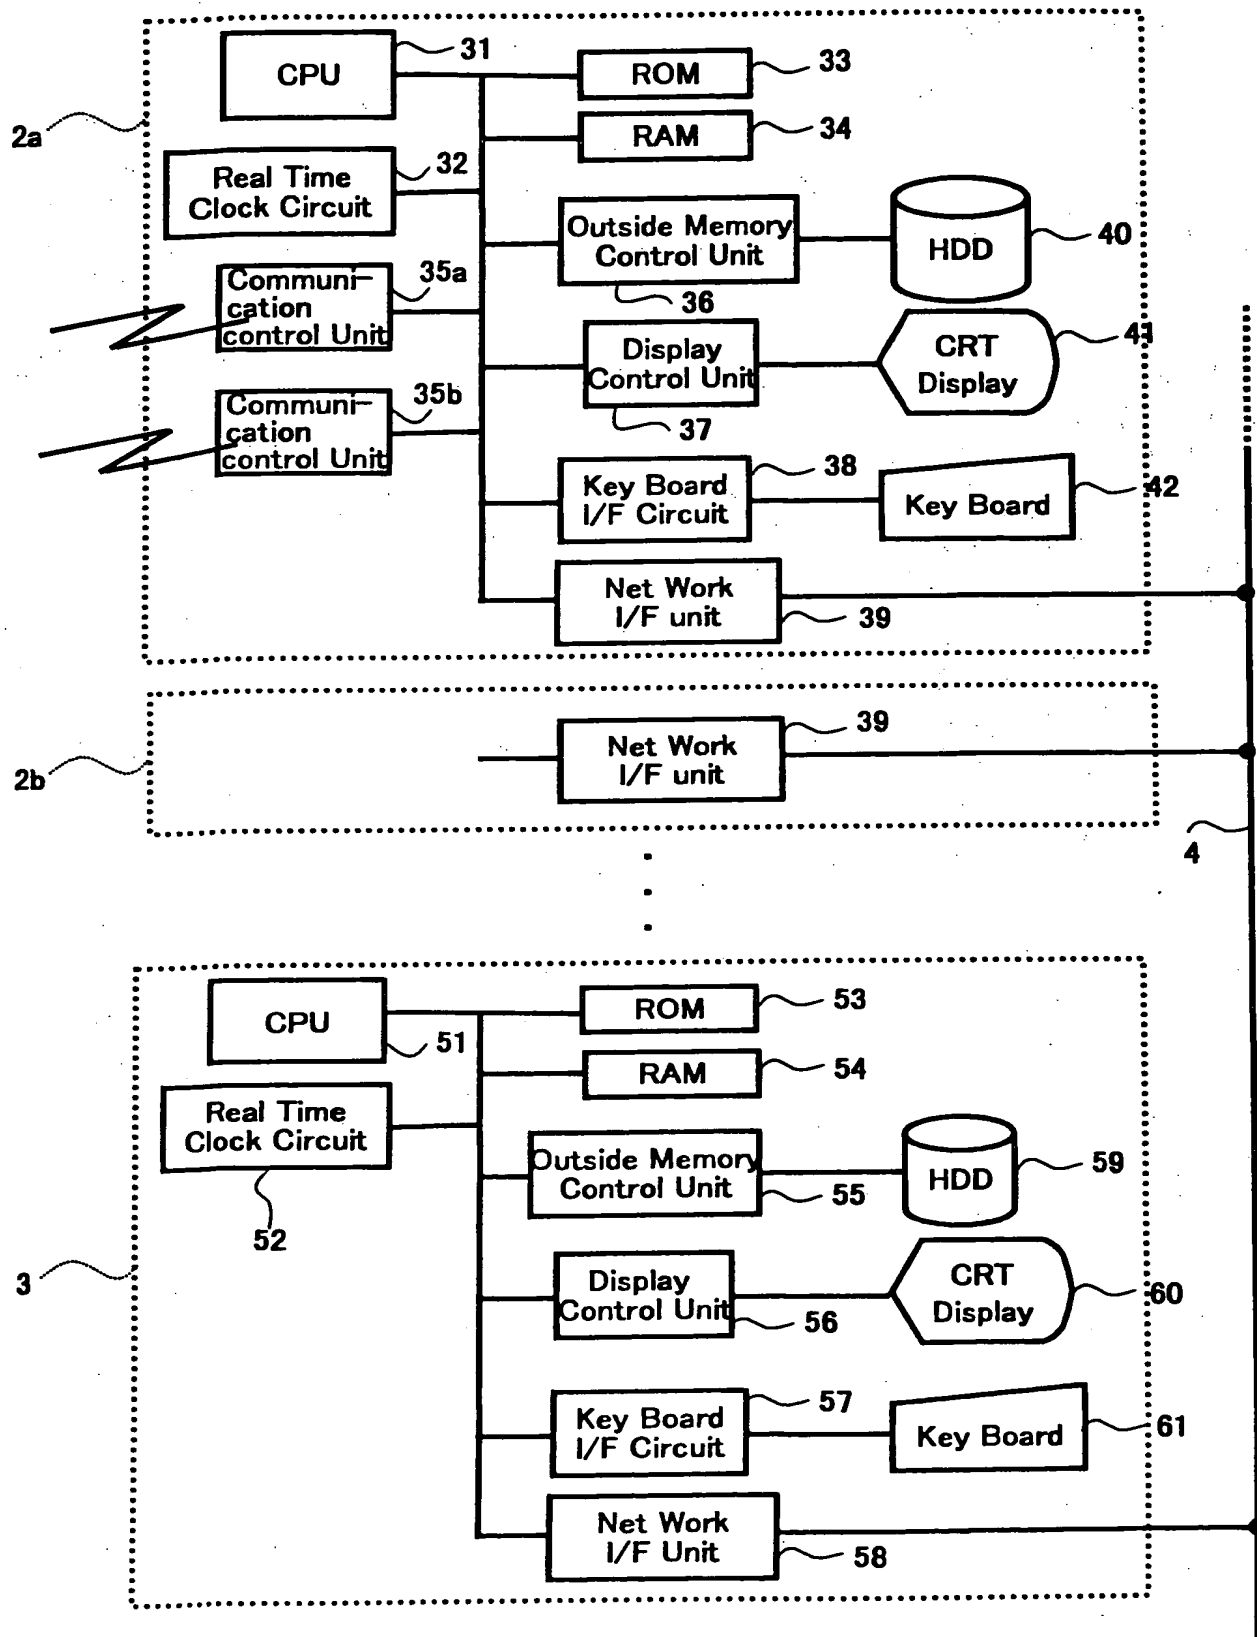 31
CPU
ROM
33
2a
RAM
34
Real Time
Clock Circuit
32
Outside Memory
Control Unit
36
HDD
40
Communi-
cation
control Unit
35a
Display
Control Unit
37
CRT
Display
41
Communi-
cation
control Unit
35b
Key Board
I/F Circuit
38
Key Board
42
Net Work
I/F unit
39
2b
Net Work
I/F unit
39
4
CPU
51
ROM
53
RAM
54
Real Time
Clock Circuit
52
Outside Memory
Control Unit
55
HDD
59
3
Display
Control Unit
56
CRT
Display
60
Key Board
I/F Circuit
57
Key Board
61
Net Work
I/F Unit
58